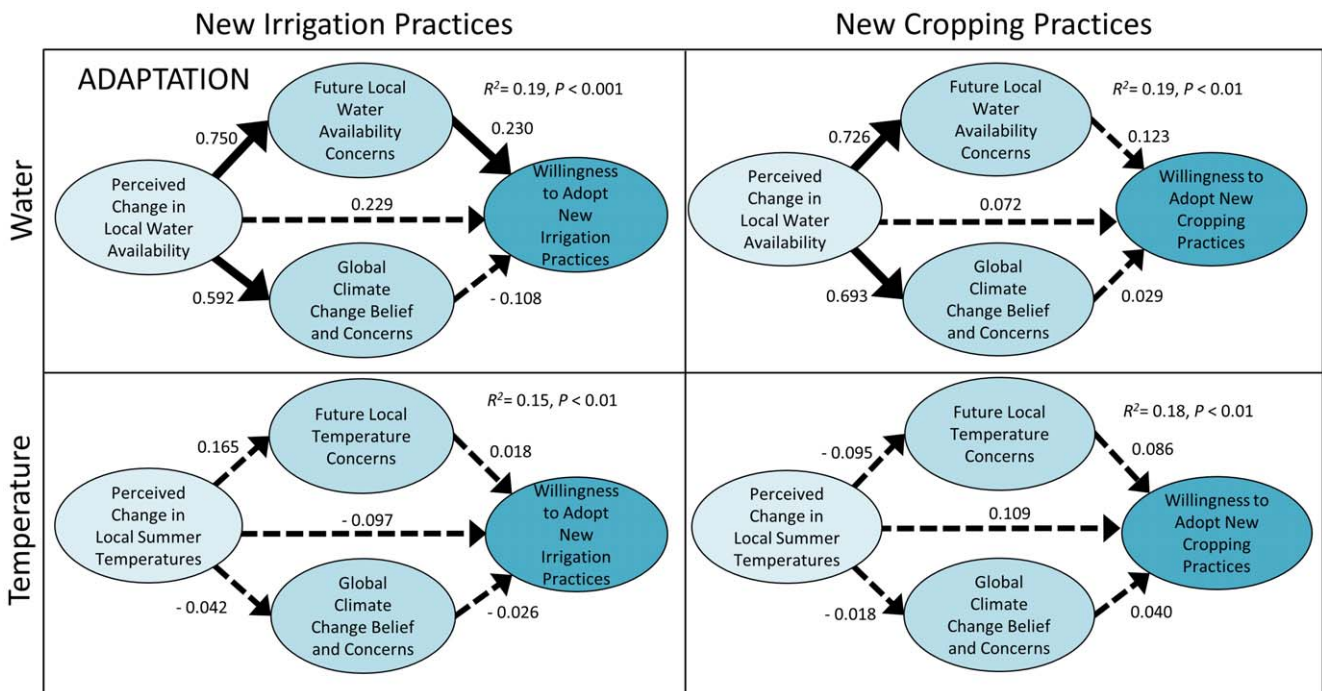 New Irrigation Practices
New Cropping Practices
Water
ADAPTATION
Future Local
Water
Availability
Concerns
R²= 0.19, P < 0.001
0.750
0.230
Perceived
Change in
Local Water
Availability
0.229
Willingness
to Adopt
New
Irrigation
Practices
0.592
Global
Climate
Change Belief
and Concerns
- 0.108
Future Local
Water
Availability
Concerns
R²= 0.19, P < 0.01
0.726
0.123
Perceived
Change in
Local Water
Availability
0.072
Willingness to
Adopt New
Cropping
Practices
0.693
Global
Climate
Change Belief
and Concerns
0.029
Temperature
Future Local
Temperature
Concerns
R²= 0.15, P < 0.01
0.165
0.018
Perceived
Change in
Local Summer
Temperatures
- 0.097
Willingness
to Adopt
New
Irrigation
Practices
- 0.042
Global
Climate
Change Belief
and Concerns
- 0.026
Future Local
Temperature
Concerns
R²= 0.18, P < 0.01
- 0.095
0.086
Perceived
Change in
Local Summer
Temperatures
0.109
Willingness to
Adopt New
Cropping
Practices
- 0.018
Global
Climate
Change Belief
and Concerns
0.040